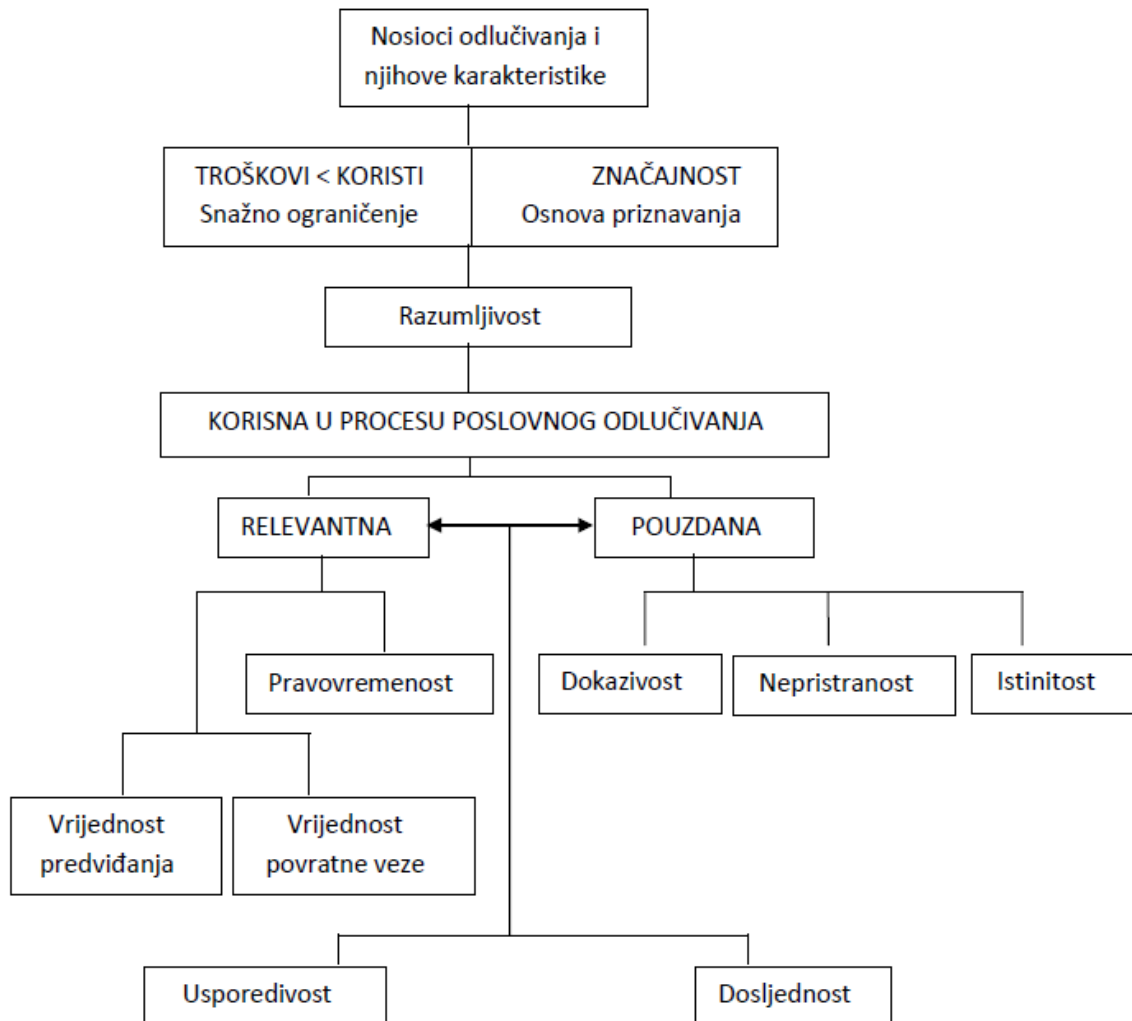 Nosioci odlučivanja i
njihove karakteristike
TROŠKOVI < KORISTI
Snažno ograničenje
ZNAČAJNOST
Osnova priznavanja
Razumljivost
KORISNA U PROCESU POSLOVNOG ODLUČIVANJA
RELEVANTNA
POUZDANA
Pravovremenost
Dokazivost
Nepristranost
Istinitost
Vrijednost
predviđanja
Vrijednost
povratne veze
Usporedivost
Dosljednost